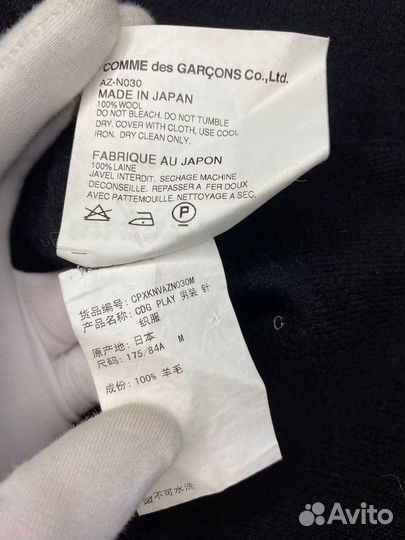 COMME des GARÇONS Co.,Ltd.
AZ-N030
MADE IN JAPAN
100% WOOL
DO NOT BLEACH. DO NOT TUMBLE
DRY. COVER WITH CLOTH, USE COOL
IRON. DRY CLEAN ONLY.
FABRIQUE AU JAPON
100% LAINE
JAVEL INTERDIT. SECHAGE MACHINE
DECONSEILLE. REPASSER A FER DOUX
AVEC PATTEMOUILLE. NETTOYAGE A SEC.
P
货品编号: CPXKNVAZN030M
产品名称: CDG PLAY 男装 针
织服
原产地: 日本
尺码: 175/84A M
成份: 100% 羊毛
不可水洗
Avito